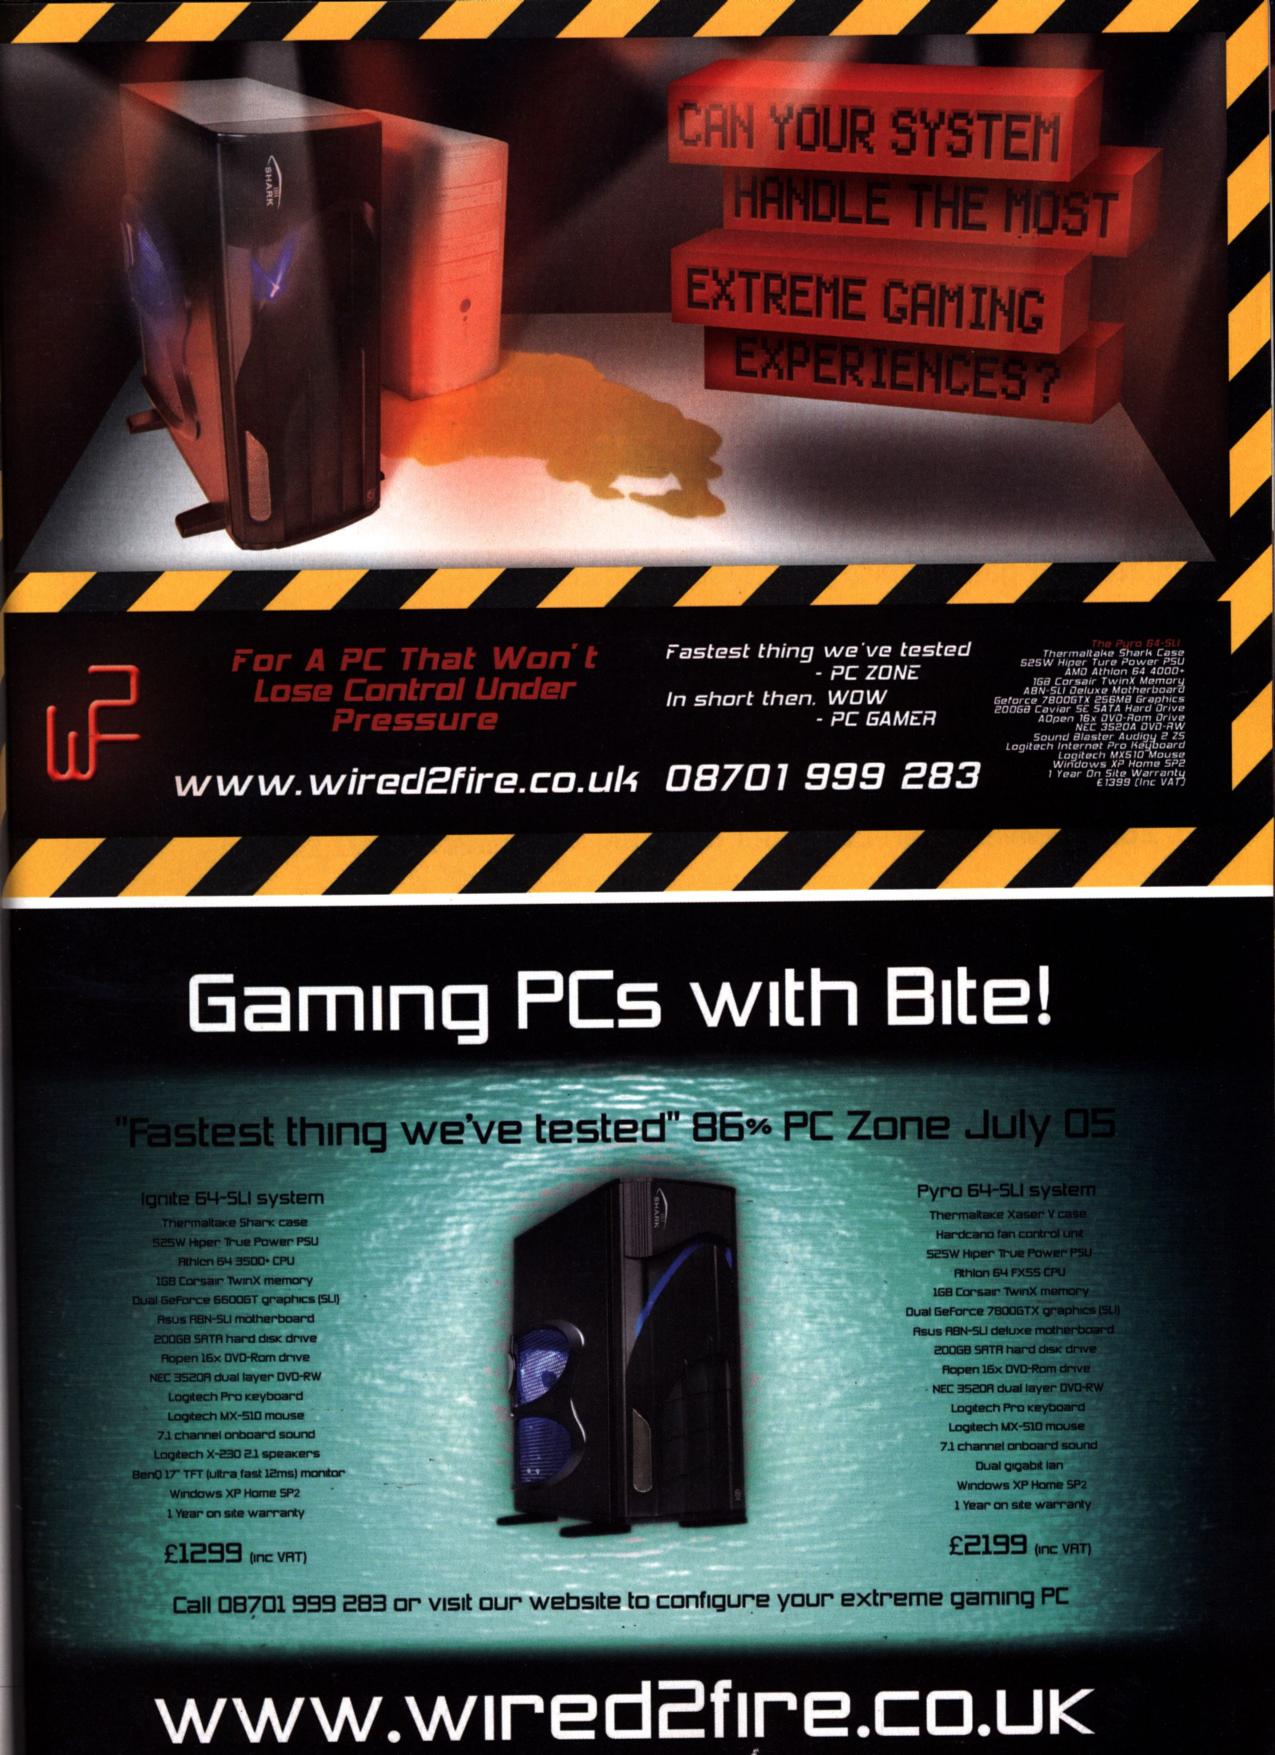 SHARK
CAN YOUR SYSTEM
HANDLE THE MOST
EXTREME GAMING
EXPERIENCES?
For A PC That Won't
Lose Control Under
Pressure
Fastest thing we've tested
- PC ZONE
In short then. WOW
- PC GAMER
www.wired2fire.co.uk 08701 999 283
The Pyro 64-SLI
Thermaltake Shark Case
525W Hiper Ture Power PSU
AMD Athlon 64 4000+
1GB Corsair TwinX Memory
A8N-SLI Deluxe Motherboard
Geforce 7800GTX 256MB Graphics
200GB Caviar SE SATA Hard Drive
AOpen 16x DVD-Rom Drive
NEC 3520A DVD-RW
Sound Blaster Audigy 2 ZS
Logitech Internet Pro Keyboard
Logitech MX510 Mouse
Windows XP Home SP2
1 Year On Site Warranty
£1399 (Inc VAT)
Gaming PCs with Bite!
"Fastest thing we've tested" 86% PC Zone July 05
Ignite 64-SLI system
Thermaltake Shark case
525W Hiper True Power PSU
Athlon 64 3500+ CPU
1GB Corsair TwinX memory
Dual GeForce 6600GT graphics (SLI)
Asus A8N-SLI motherboard
200GB SATA hard disk drive
Aopen 16x DVD-Rom drive
NEC 3520A dual layer DVD-RW
Logitech Pro keyboard
Logitech MX-510 mouse
7.1 channel onboard sound
Logitech X-230 2.1 speakers
BenQ 17" TFT (ultra fast 12ms) monitor
Windows XP Home SP2
1 Year on site warranty
£1299 (inc VAT)
SHARK
Pyro 64-SLI system
Thermaltake Xaser V case
Hardcano fan control unit
525W Hiper True Power PSU
Athlon 64 FX55 CPU
1GB Corsair TwinX memory
Dual GeForce 7800GTX graphics (SLI)
Asus A8N-SLI deluxe motherboard
200GB SATA hard disk drive
Aopen 16x DVD-Rom drive
NEC 3520A dual layer DVD-RW
Logitech Pro keyboard
Logitech MX-510 mouse
7.1 channel onboard sound
Dual gigabit lan
Windows XP Home SP2
1 Year on site warranty
£2199 (inc VAT)
Call 08701 999 283 or visit our website to configure your extreme gaming PC
www.wired2fire.co.uk